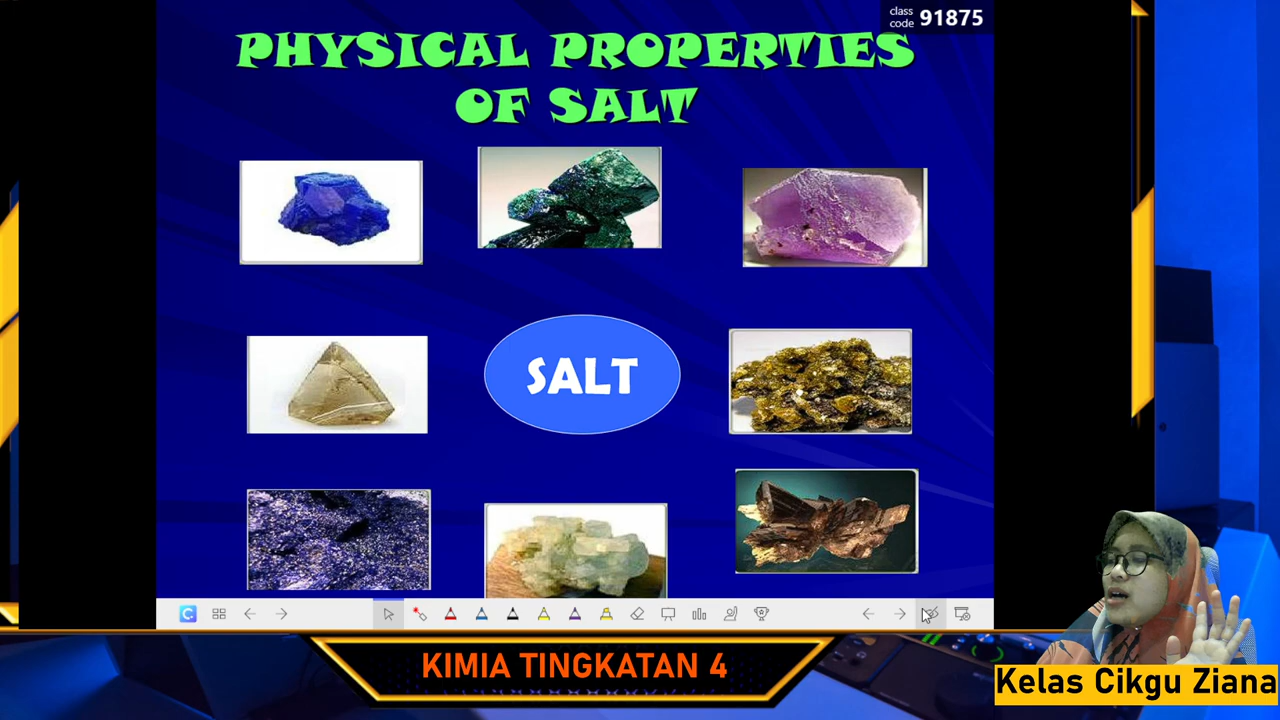 class
code 91875
PHYSICAL PROPERTIES
OF SALT
SALT
KIMIA TINGKATAN 4
Kelas Cikgu Ziana